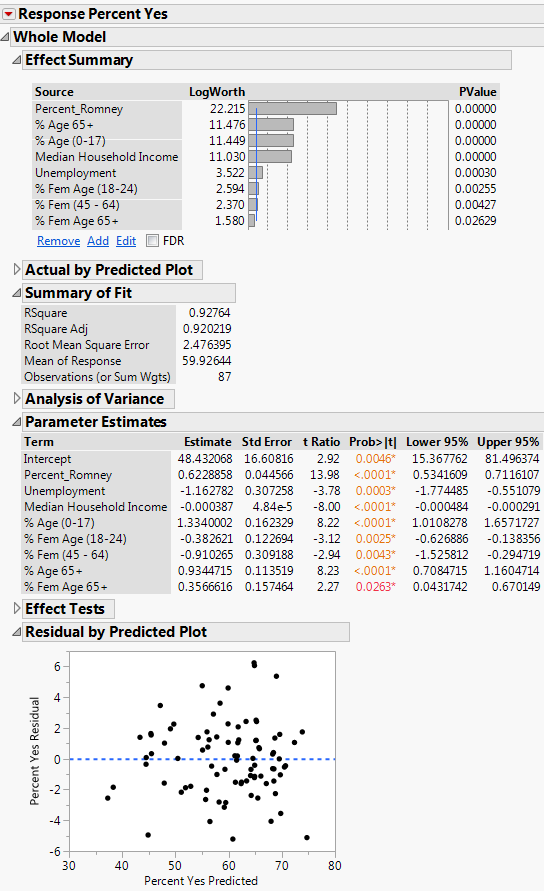 Response Percent Yes
Whole Model
Effect Summary
Source LogWorth PValue
Percent_Romney 22.215 0.00000
% Age 65+ 11.476 0.00000
% Age (0-17) 11.449 0.00000
Median Household Income 11.030 0.00000
Unemployment 3.522 0.00030
% Fem Age (18-24) 2.594 0.00255
% Fem (45 - 64) 2.370 0.00427
% Fem Age 65+ 1.580 0.02629
Remove Add Edit FDR
Actual by Predicted Plot
Summary of Fit
RSquare 0.92764
RSquare Adj 0.920219
Root Mean Square Error 2.476395
Mean of Response 59.92644
Observations (or Sum Wgts) 87
Analysis of Variance
Parameter Estimates
Term Estimate Std Error t Ratio Prob>|t| Lower 95% Upper 95%
Intercept 48.432068 16.60816 2.92 0.0046* 15.367762 81.496374
Percent_Romney 0.6228858 0.044566 13.98 <.0001* 0.5341609 0.7116107
Unemployment -1.162782 0.307258 -3.78 0.0003* -1.774485 -0.551079
Median Household Income -0.000387 4.84e-5 -8.00 <.0001* -0.000484 -0.000291
% Age (0-17) 1.3340002 0.162329 8.22 <.0001* 1.0108278 1.6571727
% Fem Age (18-24) -0.382621 0.122694 -3.12 0.0025* -0.626886 -0.138356
% Fem (45 - 64) -0.910265 0.309188 -2.94 0.0043* -1.525812 -0.294719
% Age 65+ 0.9344715 0.113519 8.23 <.0001* 0.7084715 1.1604714
% Fem Age 65+ 0.3566616 0.157464 2.27 0.0263* 0.0431742 0.670149
Effect Tests
Residual by Predicted Plot
Percent Yes Residual
6
4
2
0
-2
-4
-6
30 40 50 60 70 80
Percent Yes Predicted